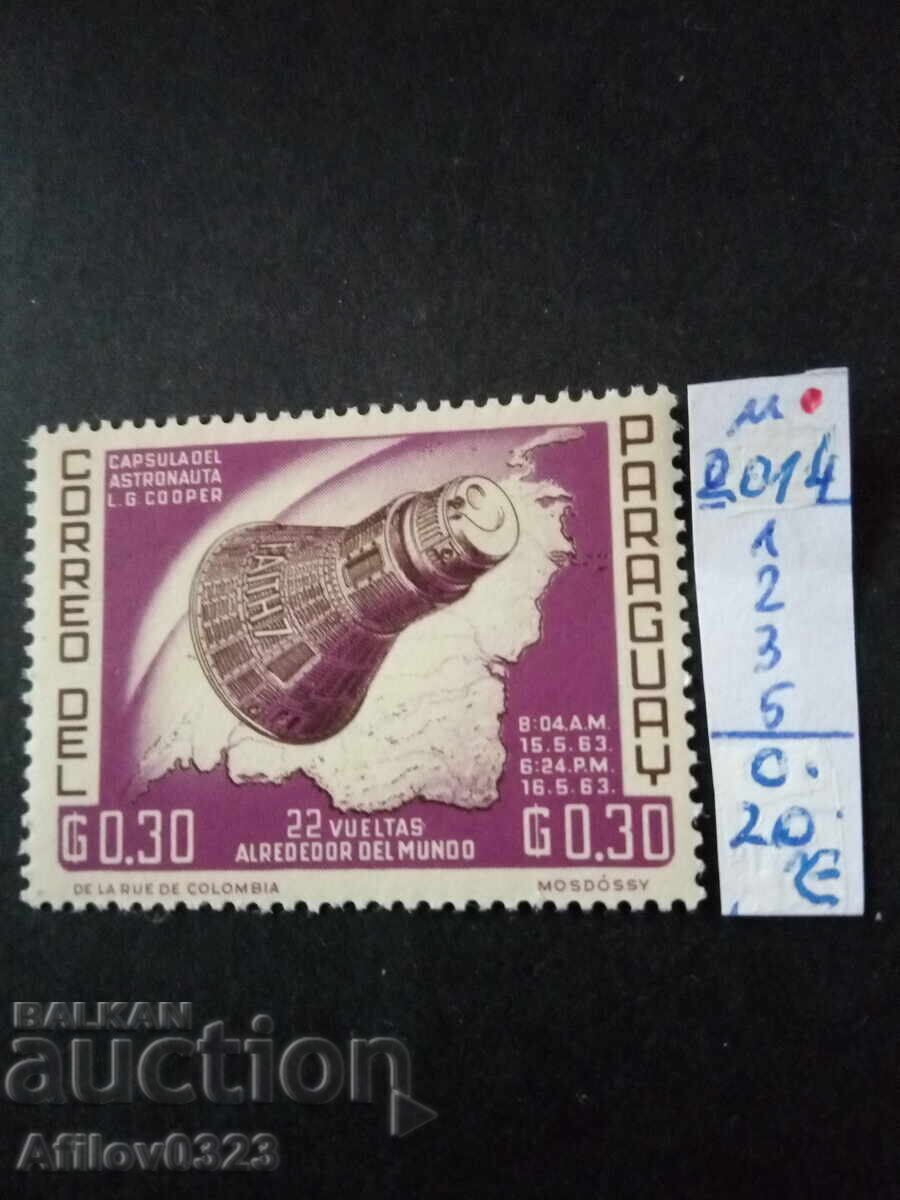 CORREO DEL
PARAGUAY
CAPSULA DEL
ASTRONAUTA
L.G. COOPER
8:04.A.M.
15.5.63.
6:24.P.M.
16.5.63.
₲0.30
22 VUELTAS
ALREDEDOR DEL MUNDO
₲0.30
DE LA RUE DE COLOMBIA
MOSDÓSSY
014
1
2
3
5
0.
20.
€
BALKAN
auction
Afilov0323